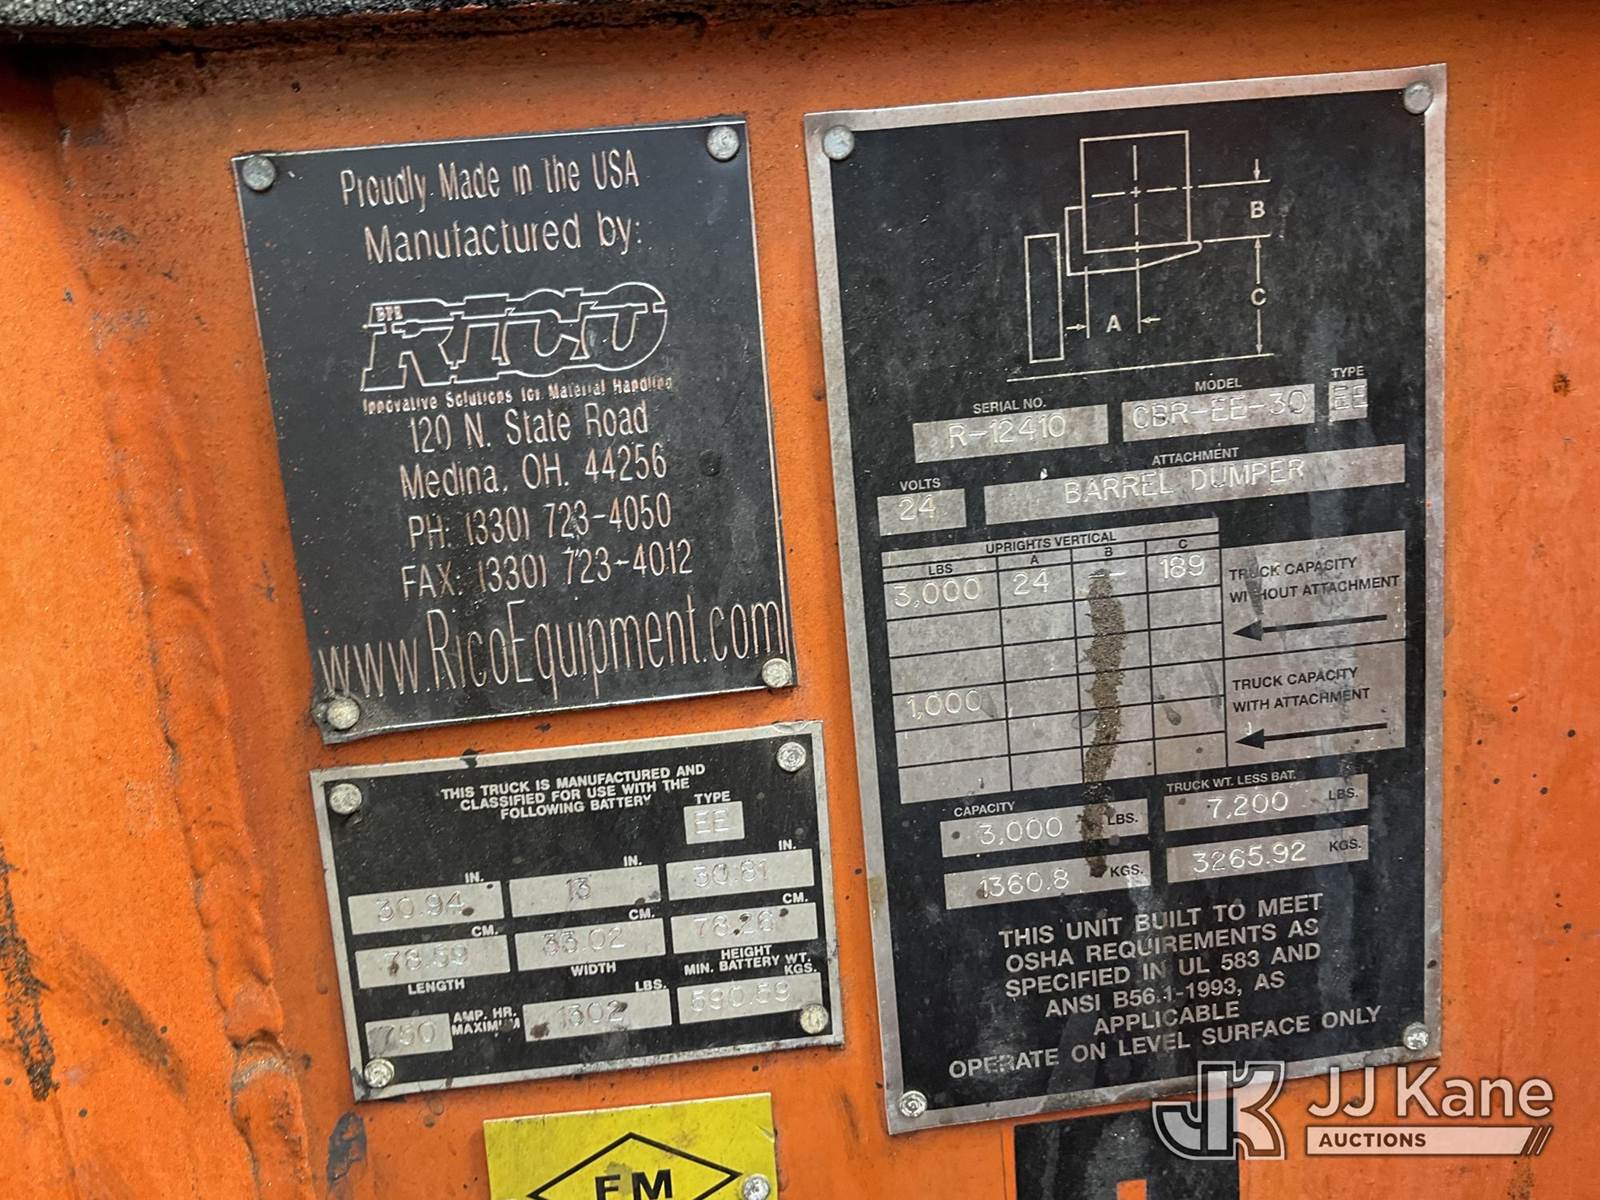 Proudly Made in the USA
Manufactured by:
BPR
RICO
Innovative Solutions for Material Handling
120 N. State Road
Medina, OH. 44256
PH: (330) 723-4050
FAX: (330) 723-4012
www.RicoEquipment.com
THIS TRUCK IS MANUFACTURED AND
CLASSIFIED FOR USE WITH THE
FOLLOWING BATTERY
TYPE
EE
IN. IN. IN.
30.94 13 30.81
CM. CM. CM.
78.59 33.02 78.26
LENGTH WIDTH HEIGHT
MIN. BATTERY WT.
LBS. KGS.
750 AMP. HR. MAXIMUM 1302 590.59
FM
B
C
A
SERIAL NO. MODEL TYPE
R-12410 CBR-EE-30 EE
VOLTS ATTACHMENT
24 BARREL DUMPER
UPRIGHTS VERTICAL
LBS A B C
3,000 24 — 189
TRUCK CAPACITY
WITHOUT ATTACHMENT
1,000
TRUCK CAPACITY
WITH ATTACHMENT
CAPACITY TRUCK WT. LESS BAT.
3,000 LBS. 7,200 LBS.
1360.8 KGS. 3265.92 KGS.
THIS UNIT BUILT TO MEET
OSHA REQUIREMENTS AS
SPECIFIED IN UL 583 AND
ANSI B56.1-1993, AS
APPLICABLE
OPERATE ON LEVEL SURFACE ONLY
JK JJ Kane
AUCTIONS